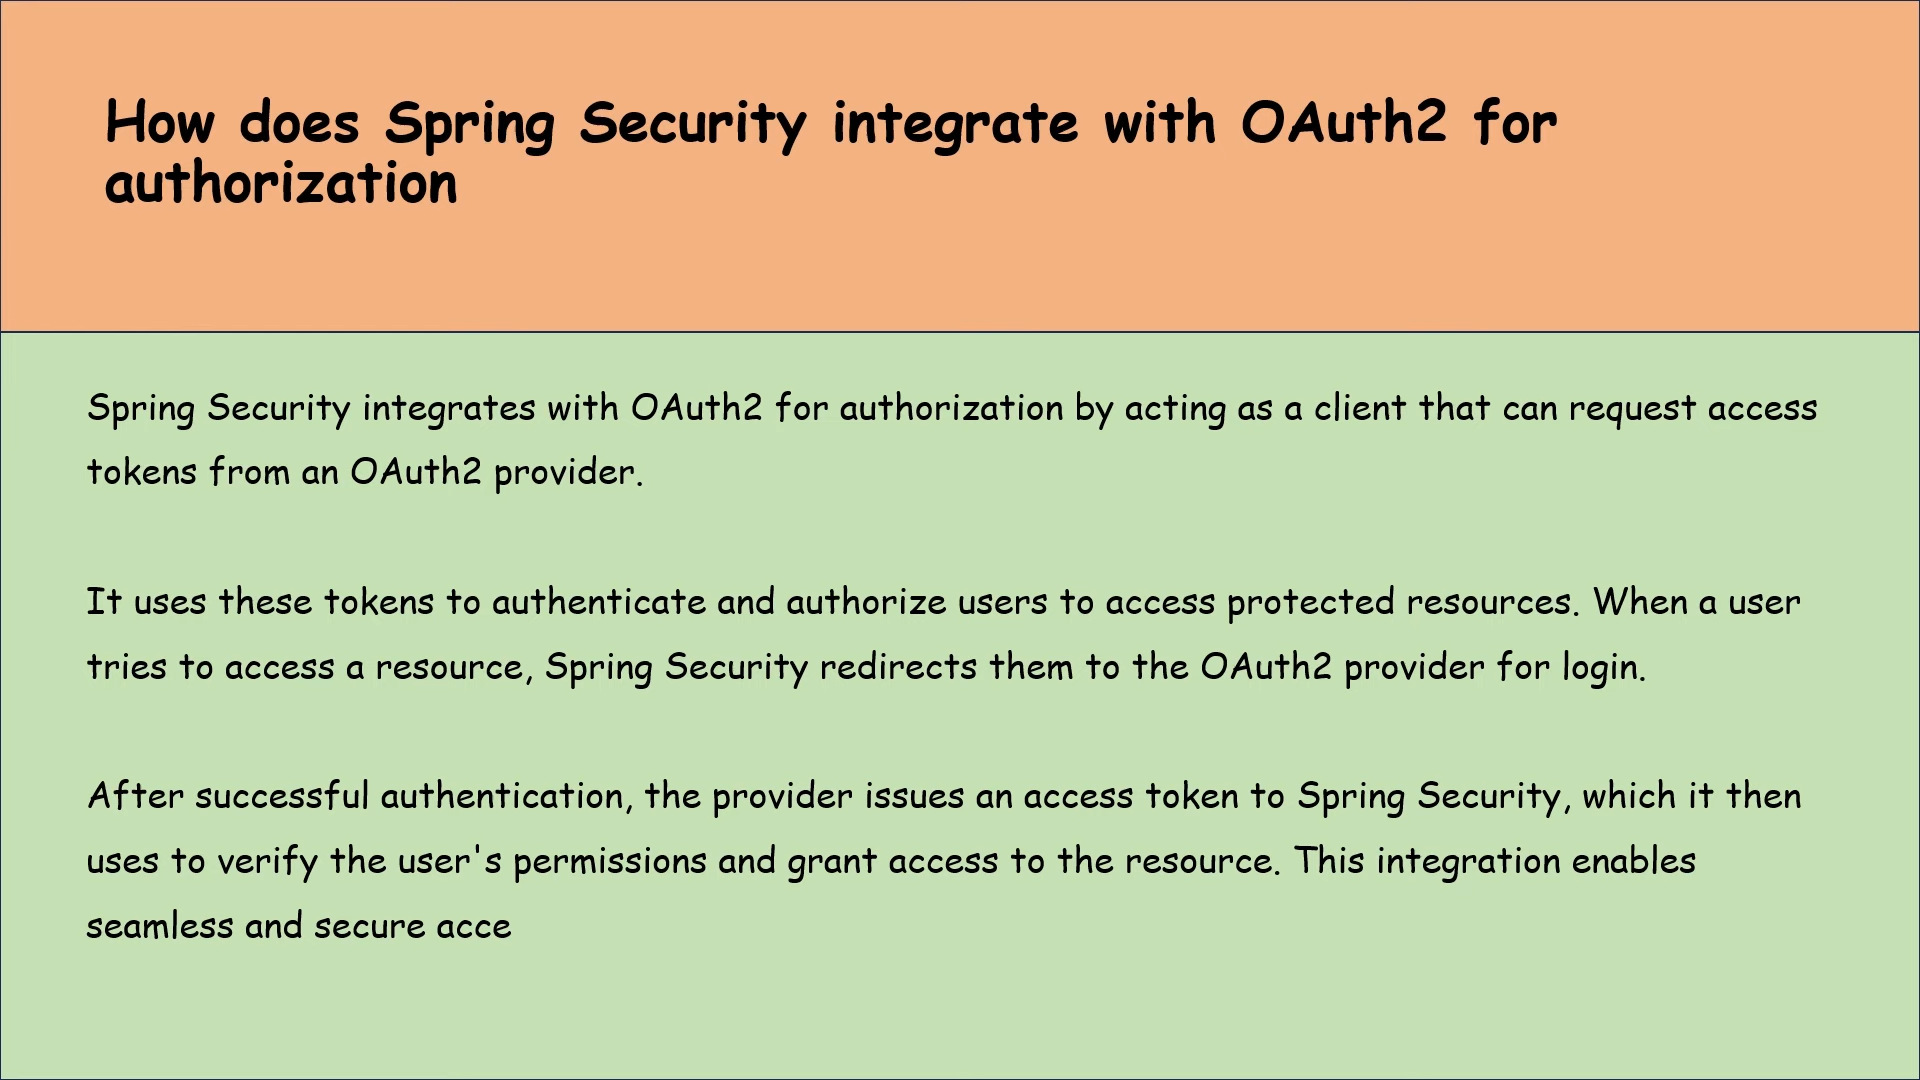 How does Spring Security integrate with OAuth2 for
authorization
Spring Security integrates with OAuth2 for authorization by acting as a client that can request access
tokens from an OAuth2 provider.
It uses these tokens to authenticate and authorize users to access protected resources. When a user
tries to access a resource, Spring Security redirects them to the OAuth2 provider for login.
After successful authentication, the provider issues an access token to Spring Security, which it then
uses to verify the user's permissions and grant access to the resource. This integration enables
seamless and secure acce